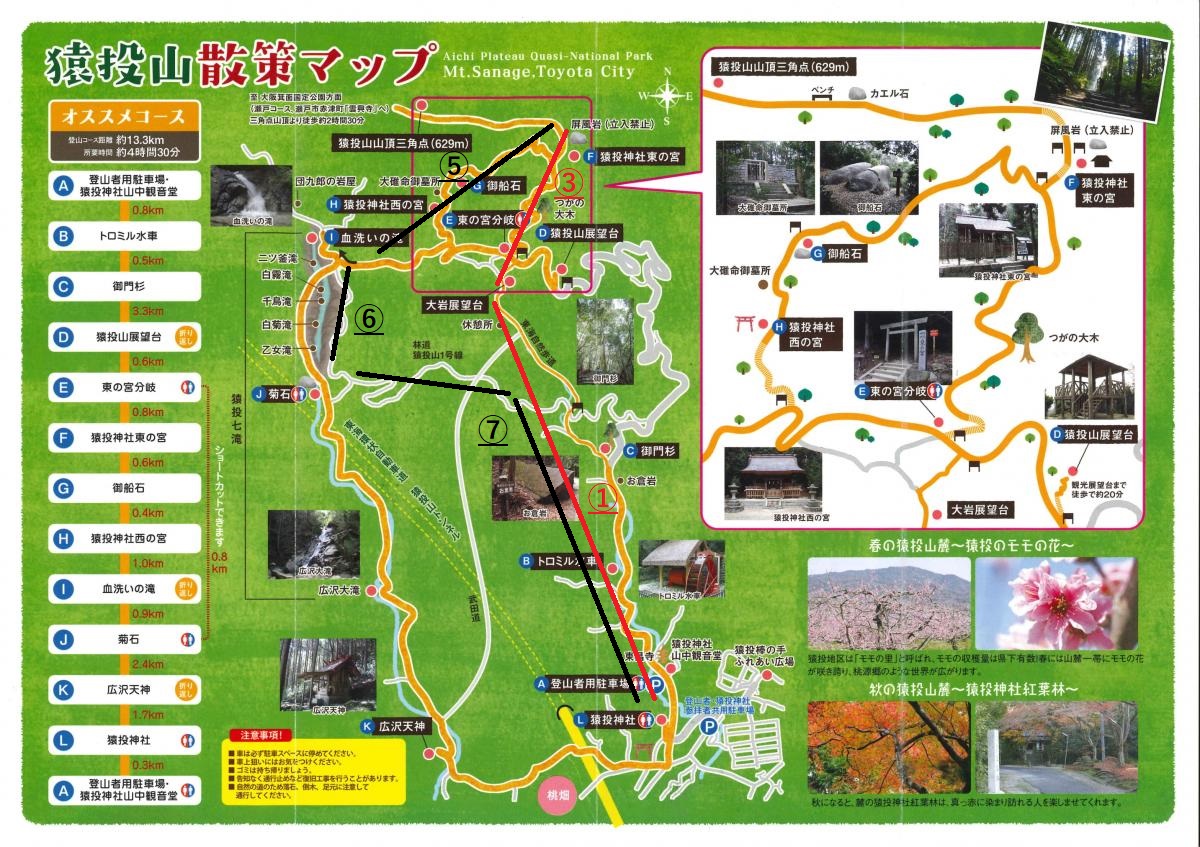 猿投山散策マップ
Aichi Plateau Quasi-National Park
Mt.Sanage,Toyota City
オススメコース
登山コース距離 約13.3km
所要時間 約4時間30分
A 登山者用駐車場・
猿投神社山中観音堂
0.8km
B トロミル水車
0.5km
C 御門杉
3.3km
D 猿投山展望台 折り返し
0.6km
E 東の宮分岐
0.8km
F 猿投神社東の宮
0.6km
G 御船石
0.4km
H 猿投神社西の宮
1.0km
I 血洗いの滝 折り返し
0.9km
J 菊石
2.4km
K 広沢天神 折り返し
1.7km
L 猿投神社
0.3km
A 登山者用駐車場・
猿投神社山中観音堂
ショートカットできます
0.8
km
至 大阪箕面国定公園方面
(瀬戸コース、瀬戸市赤津町「雲興寺」へ)
三角点山頂より徒歩約2時間30分
N
W E
S
猿投山山頂三角点(629m)
屏風岩(立入禁止)
F 猿投神社東の宮
⑤
③
団九郎の岩屋
大碓命御墓所
G 御船石
H 猿投神社西の宮
つがの
大木
E 東の宮分岐
D 猿投山展望台
血洗いの滝
I 血洗いの滝
二ツ釜滝
白霧滝
千鳥滝
白菊滝
乙女滝
猿投七滝
大岩展望台
休憩所
東海自然歩道
御門杉
⑥
林道
猿投山1号線
J 菊石
⑦
C 御門杉
お倉岩
お倉岩
①
東海環状自動車道 猿投山トンネル
広沢大滝
広沢大滝
B トロミル水車
トロミル水車
武田道
広沢天神
K 広沢天神
猿投神社
山中観音堂
猿投棒の手
ふれあい広場
A 登山者用駐車場
P
登山者・猿投神社
参拝者共用駐車場
P
L 猿投神社
桃畑
注意事項!
■ 車は必ず駐車スペースに停めてください。
■ 車上狙いにはお気をつけください。
■ ゴミは持ち帰りましょう。
■ 告知なく通行止めなど復旧工事を行うことがあります。
■ 自然の道のため落石、倒木、足元に注意して
通行してください。
猿投山山頂三角点(629m)
ベンチ
カエル石
屏風岩(立入禁止)
F 猿投神社
東の宮
大碓命御墓所
御船石
猿投神社東の宮
G 御船石
大碓命御墓所
H 猿投神社
西の宮
つがの大木
E 東の宮分岐
D 猿投山展望台
観光展望台まで
徒歩で約20分
猿投神社西の宮
大岩展望台
春の猿投山麓〜猿投のモモの花〜
猿投地区は「モモの里」と呼ばれ、モモの収穫量は県下有数!春には山麓一帯にモモの花
が咲き誇り、桃源郷のような世界が広がります。
秋の猿投山麓〜猿投神社紅葉林〜
秋になると、麓の猿投神社紅葉林は、真っ赤に染まり訪れる人を楽しませてくれます。